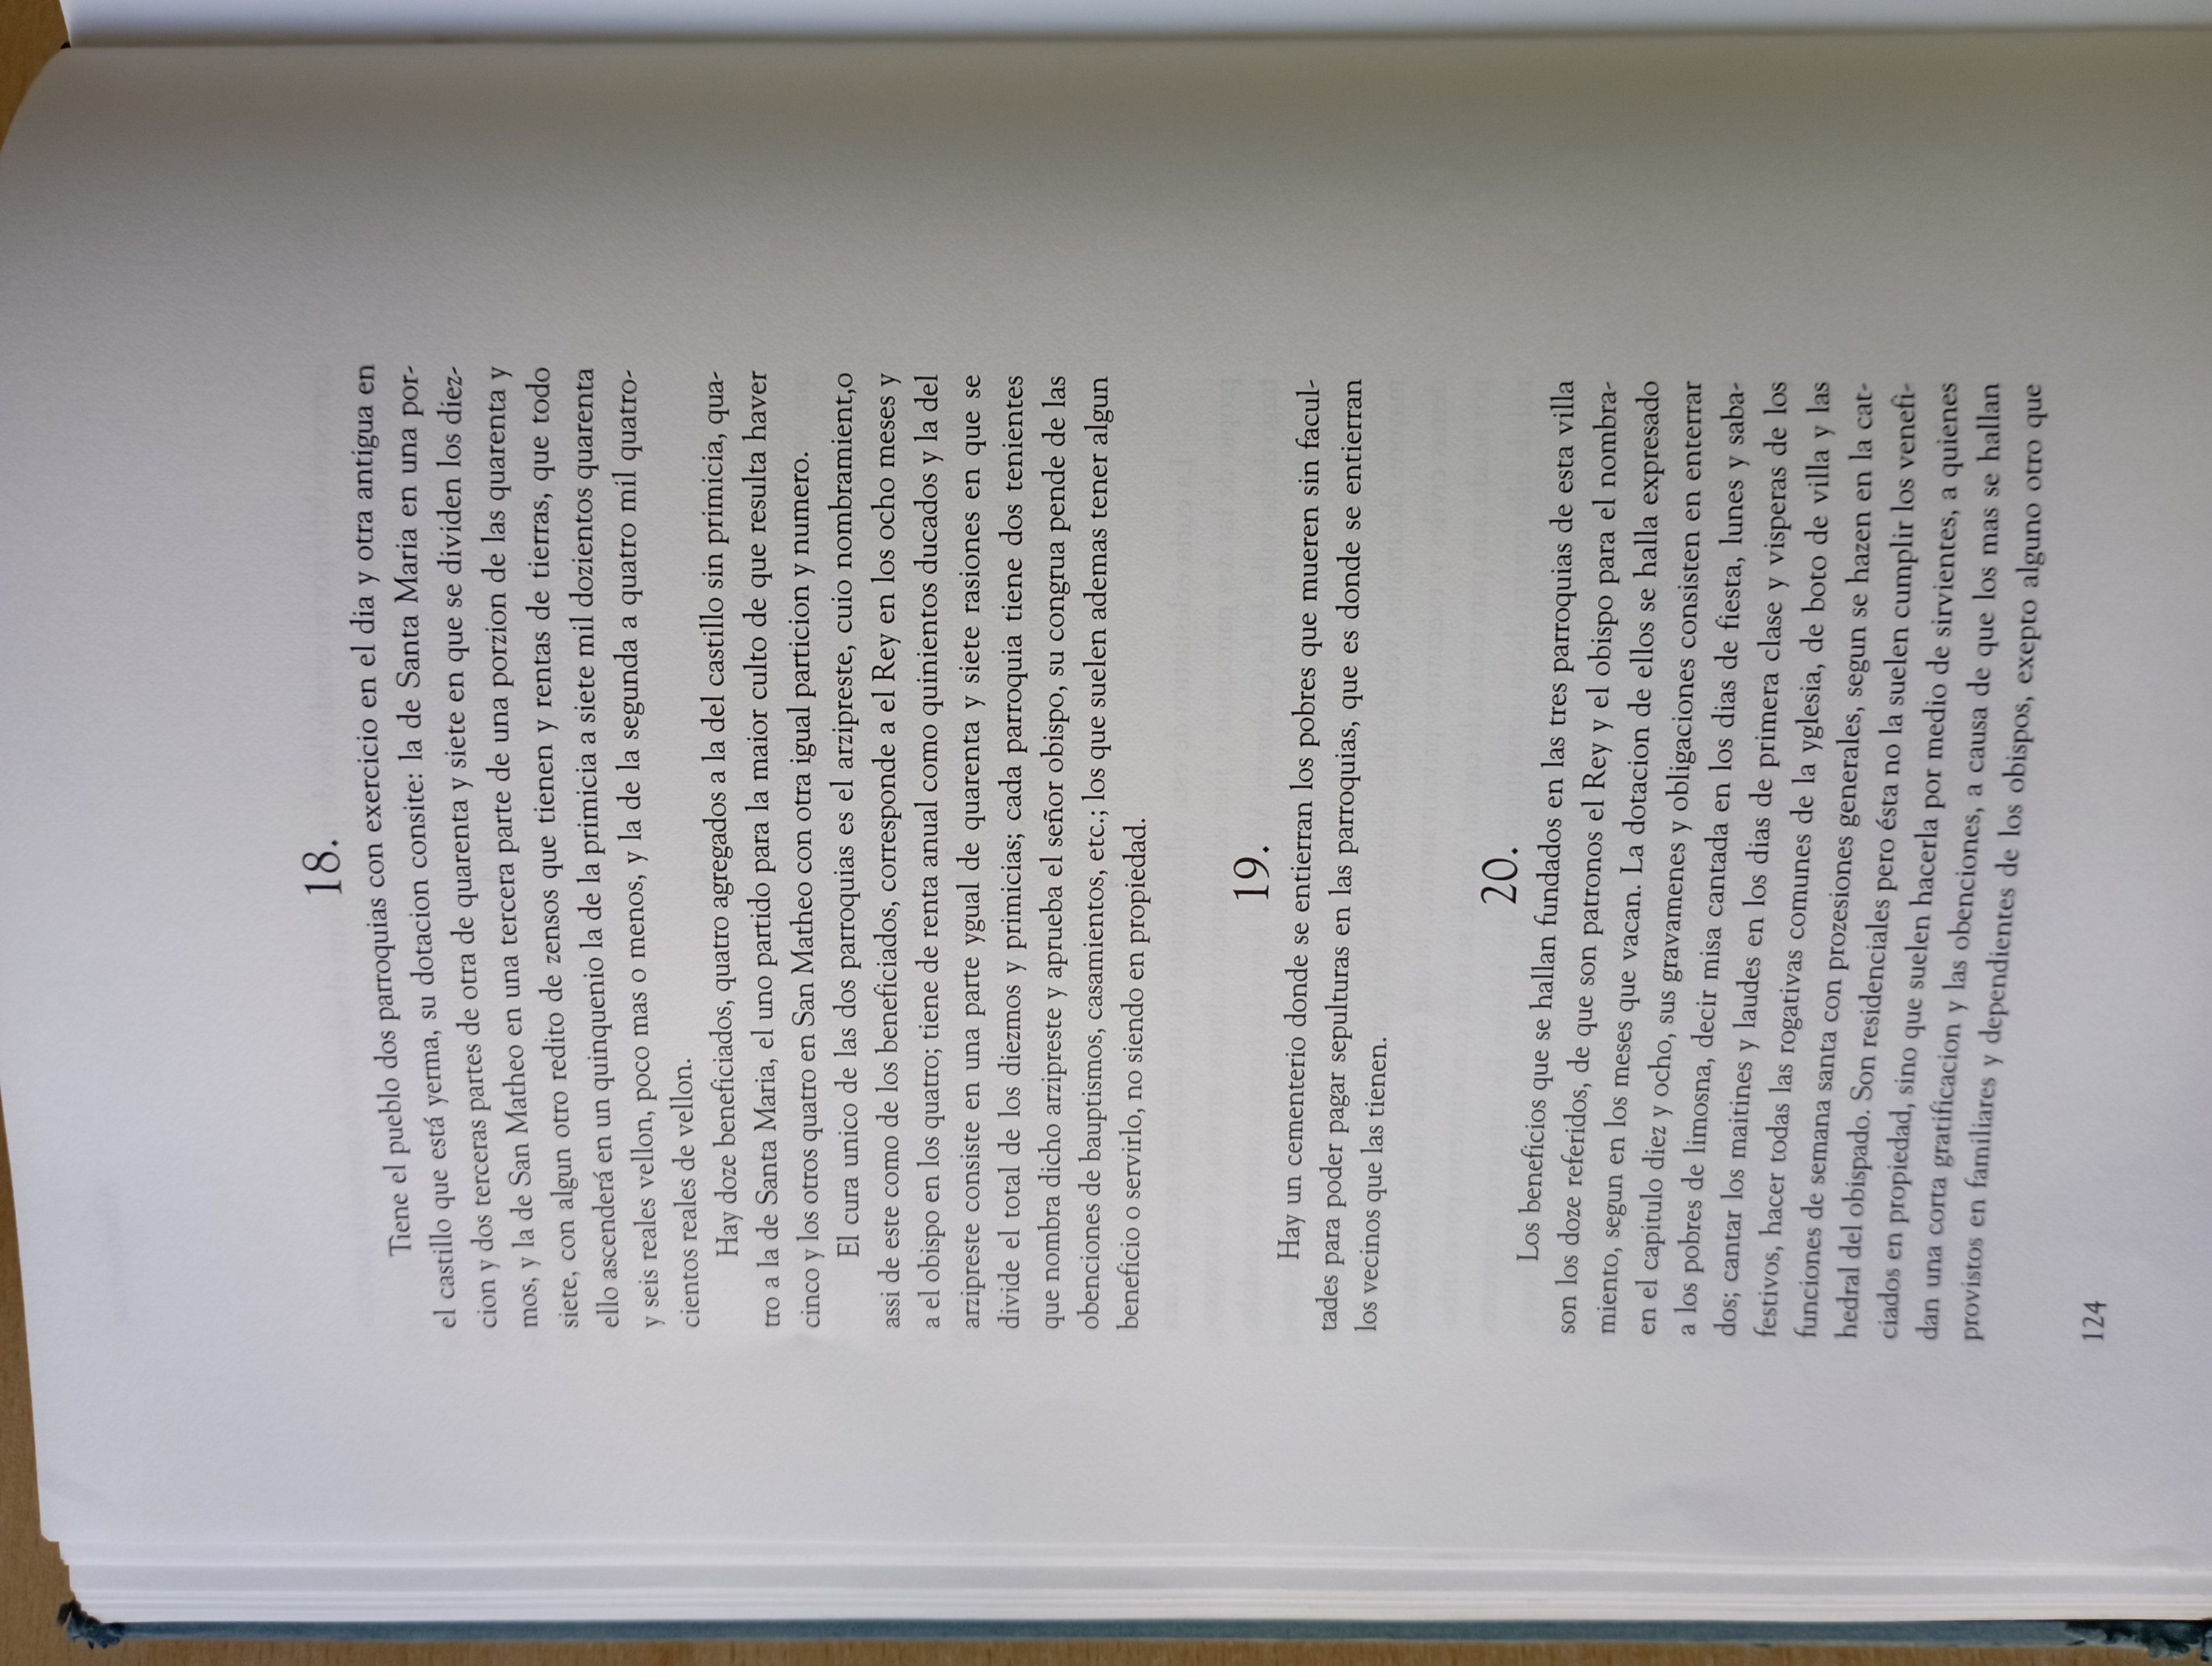 18.
Tiene el pueblo dos parroquias con exercicio en el dia y otra antigua en
el castillo que está yerma, su dotacion consite: la de Santa Maria en una por-
cion y dos terceras partes de otra de quarenta y siete en que se dividen los diez-
mos, y la de San Matheo en una tercera parte de una porzion de las quarenta y
siete, con algun otro redito de zensos que tienen y rentas de tierras, que todo
ello ascenderá en un quinquenio la de la primicia a siete mil dozientos quarenta
y seis reales vellon, poco mas o menos, y la de la segunda a quatro mil quatro-
cientos reales de vellon.
Hay doze beneficiados, quatro agregados a la del castillo sin primicia, qua-
tro a la de Santa Maria, el uno partido para la maior culto de que resulta haver
cinco y los otros quatro en San Matheo con otra igual particion y numero.
El cura unico de las dos parroquias es el arzipreste, cuio nombramient,o
assi de este como de los beneficiados, corresponde a el Rey en los ocho meses y
a el obispo en los quatro; tiene de renta anual como quinientos ducados y la del
arzipreste consiste en una parte ygual de quarenta y siete rasiones en que se
divide el total de los diezmos y primicias; cada parroquia tiene dos tenientes
que nombra dicho arzipreste y aprueba el señor obispo, su congrua pende de las
obenciones de bauptismos, casamientos, etc.; los que suelen ademas tener algun
beneficio o servirlo, no siendo en propiedad.
19.
Hay un cementerio donde se entierran los pobres que mueren sin facul-
tades para poder pagar sepulturas en las parroquias, que es donde se entierran
los vecinos que las tienen.
20.
Los beneficios que se hallan fundados en las tres parroquias de esta villa
son los doze referidos, de que son patronos el Rey y el obispo para el nombra-
miento, segun en los meses que vacan. La dotacion de ellos se halla expresado
en el capitulo diez y ocho, sus gravamenes y obligaciones consisten en enterrar
a los pobres de limosna, decir misa cantada en los dias de fiesta, lunes y saba-
dos; cantar los maitines y laudes en los dias de primera clase y visperas de los
festivos, hacer todas las rogativas comunes de la yglesia, de boto de villa y las
funciones de semana santa con prozesiones generales, segun se hazen en la cat-
hedral del obispado. Son residenciales pero ésta no la suelen cumplir los venefi-
ciados en propiedad, sino que suelen hacerla por medio de sirvientes, a quienes
dan una corta gratificacion y las obenciones, a causa de que los mas se hallan
provistos en familiares y dependientes de los obispos, exepto alguno otro que
124